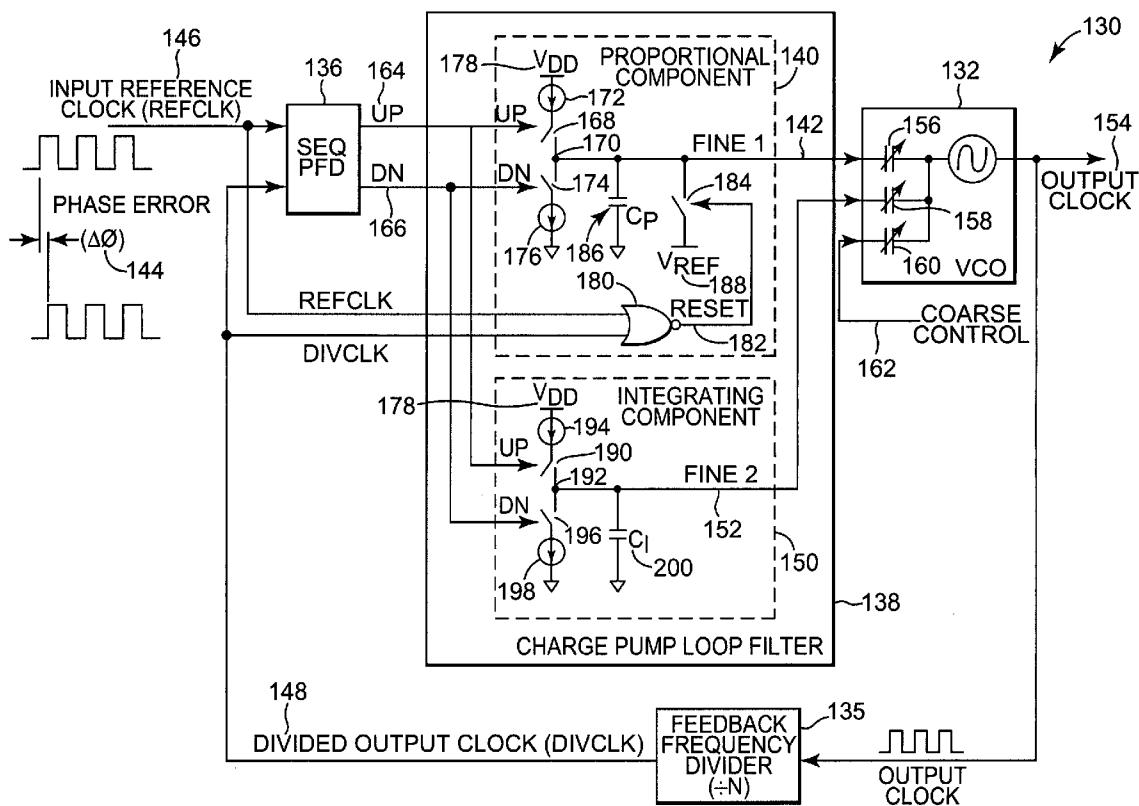 130
146
INPUT REFERENCE
CLOCK (REFCLK)
136
SEQ
PFD
164
UP
DN
166
PHASE ERROR
(ΔØ)
144
178
VDD
PROPORTIONAL
COMPONENT
140
172
UP
168
170
DN
174
176
186
CP
FINE 1
142
184
VREF
188
180
RESET
182
REFCLK
DIVCLK
132
156
158
160
VCO
154
OUTPUT
CLOCK
COARSE
CONTROL
162
178
VDD
INTEGRATING
COMPONENT
194
UP
190
192
DN
196
198
CI
200
FINE 2
152
150
138
CHARGE PUMP LOOP FILTER
148
DIVIDED OUTPUT CLOCK (DIVCLK)
FEEDBACK
FREQUENCY
DIVIDER
(÷N)
135
OUTPUT
CLOCK